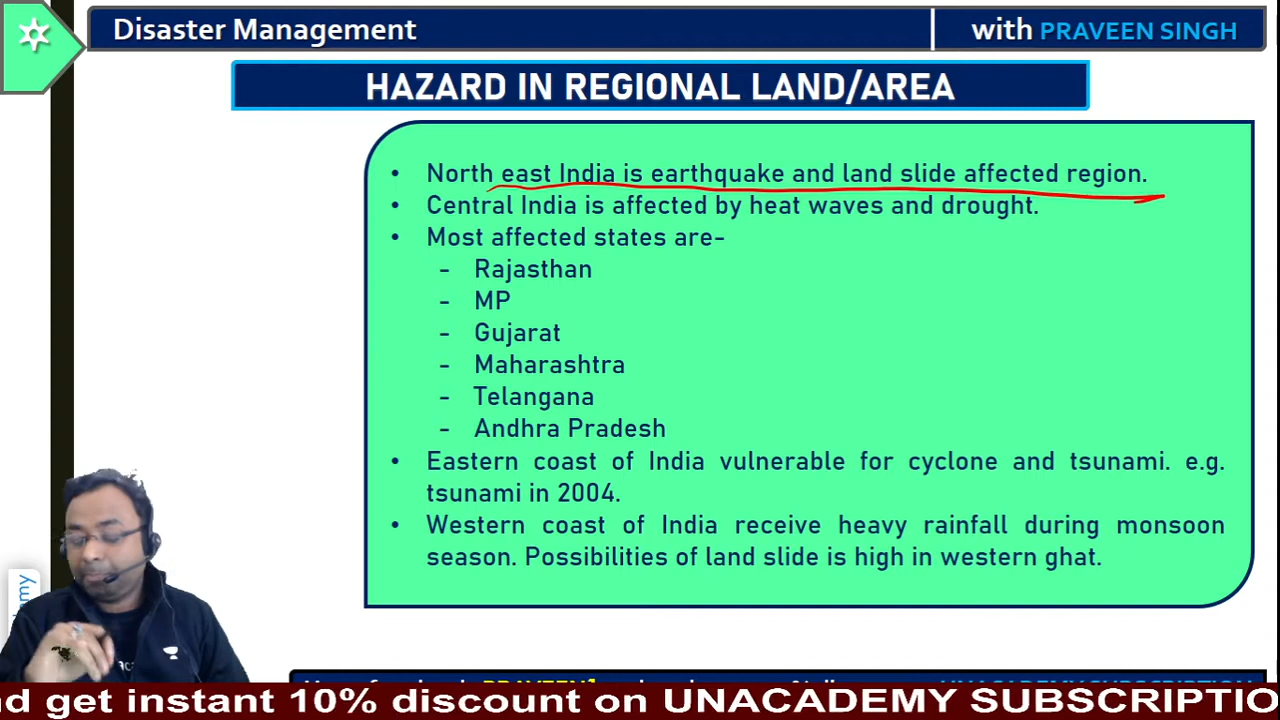 Disaster Management
with PRAVEEN SINGH
HAZARD IN REGIONAL LAND/AREA
• North east India is earthquake and land slide affected region.
• Central India is affected by heat waves and drought.
• Most affected states are-
- Rajasthan
- MP
- Gujarat
- Maharashtra
- Telangana
- Andhra Pradesh
• Eastern coast of India vulnerable for cyclone and tsunami. e.g.
tsunami in 2004.
• Western coast of India receive heavy rainfall during monsoon
season. Possibilities of land slide is high in western ghat.
get instant 10% discount on UNACADEMY